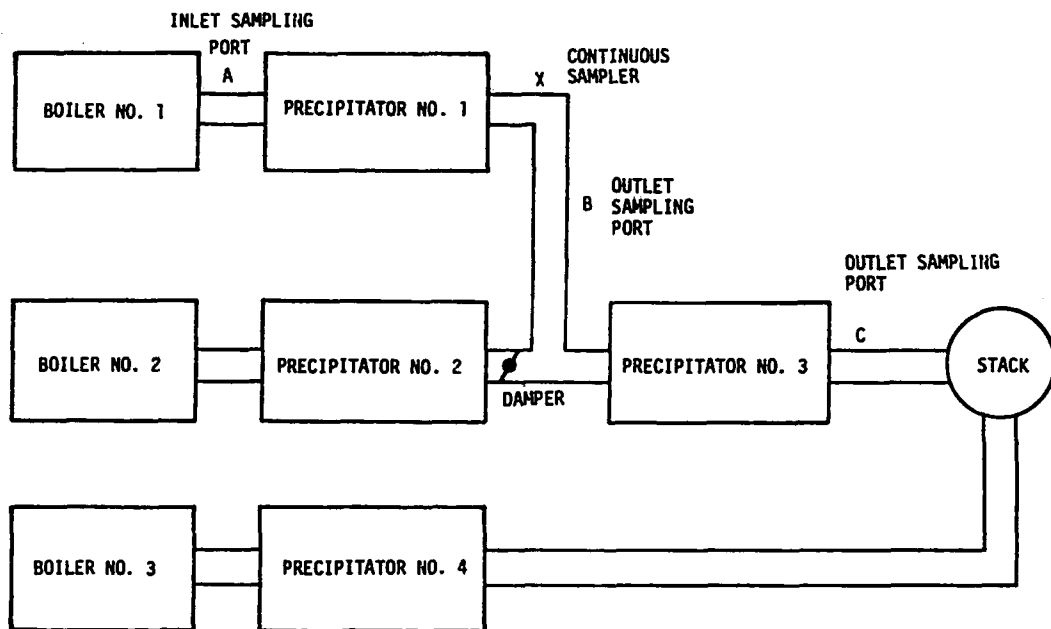 INLET SAMPLING
PORT
A
BOILER NO. 1
PRECIPITATOR NO. 1
X
CONTINUOUS
SAMPLER
B
OUTLET
SAMPLING
PORT
OUTLET SAMPLING
PORT
C
BOILER NO. 2
PRECIPITATOR NO. 2
DAMPER
PRECIPITATOR NO. 3
STACK
BOILER NO. 3
PRECIPITATOR NO. 4